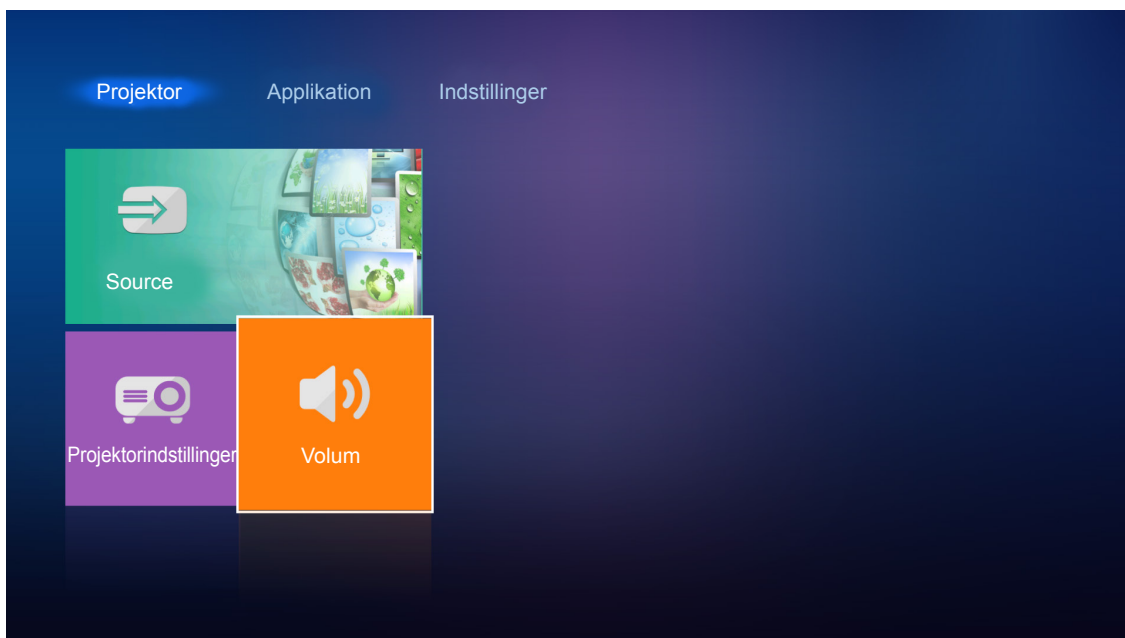 Projektor
Applikation
Indstillinger
Source
Projektorindstillinger
Volum